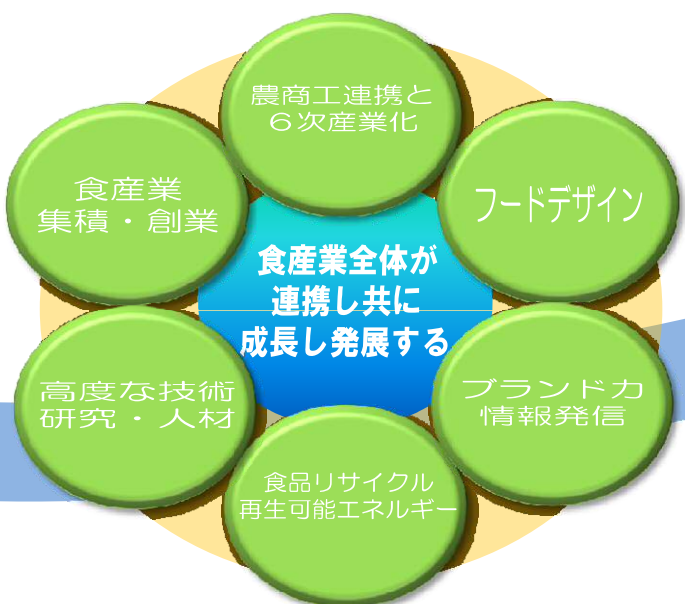 農商工連携と
６次産業化
フードデザイン
ブランド力
情報発信
食品リサイクル
再生可能エネルギー
高度な技術
研究・人材
食産業
集積・創業
食産業全体が
連携し共に
成長し発展する